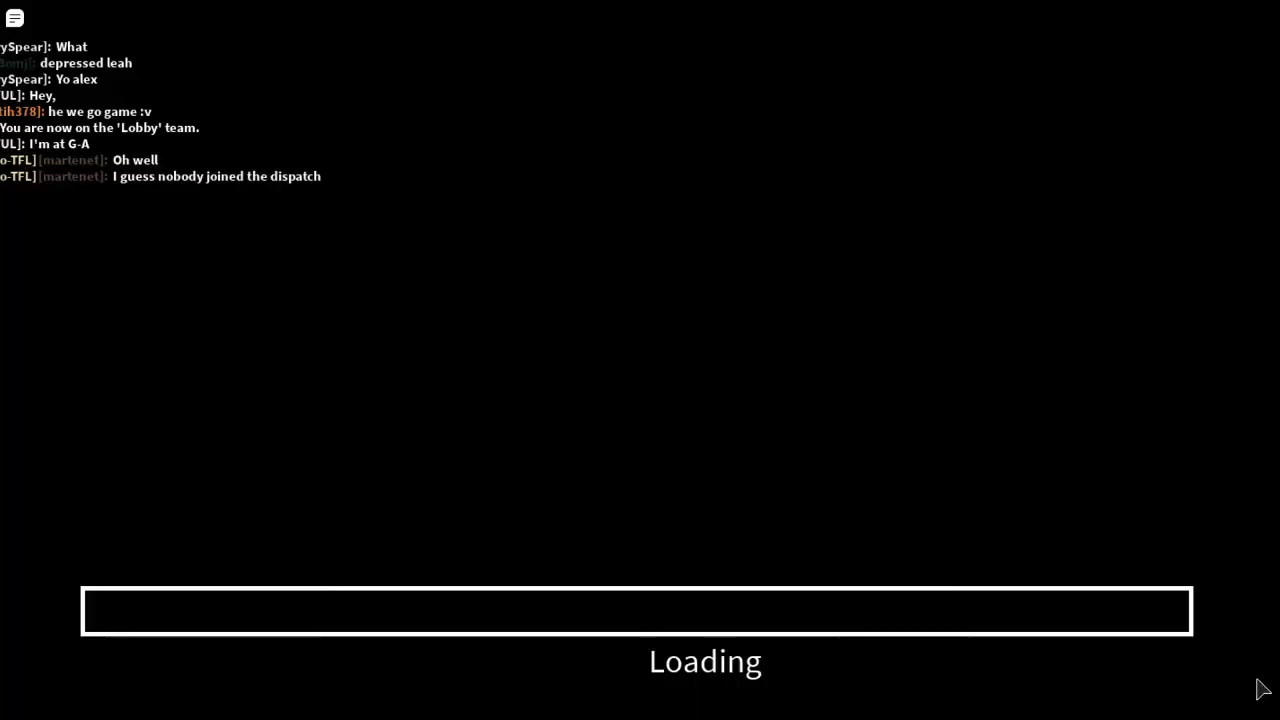 ySpear]: What
Bomj]: depressed leah
ySpear]: Yo alex
UL]: Hey,
tih378]: he we go game :v
You are now on the 'Lobby' team.
UL]: I'm at G-A
o-TFL] [martenet]: Oh well
o-TFL] [martenet]: I guess nobody joined the dispatch
Loading